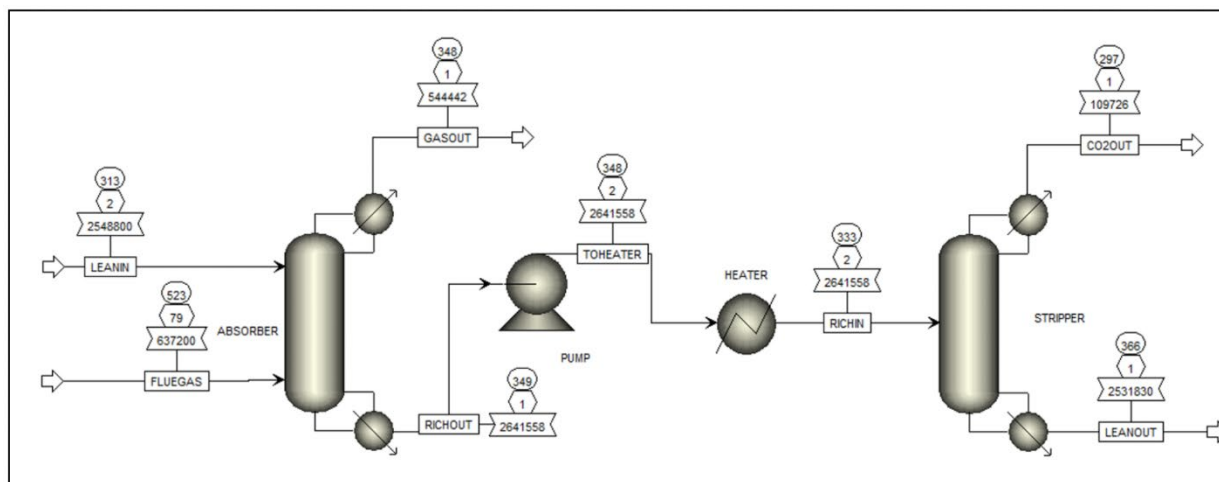 348
1
544442
GASOUT
297
1
109726
CO2OUT
313
2
2548800
LEANIN
348
2
2641558
TOHEATER
333
2
2641558
RICHIN
HEATER
STRIPPER
523
79
637200
FLUEGAS
ABSORBER
PUMP
349
1
2641558
RICHOUT
366
1
2531830
LEANOUT